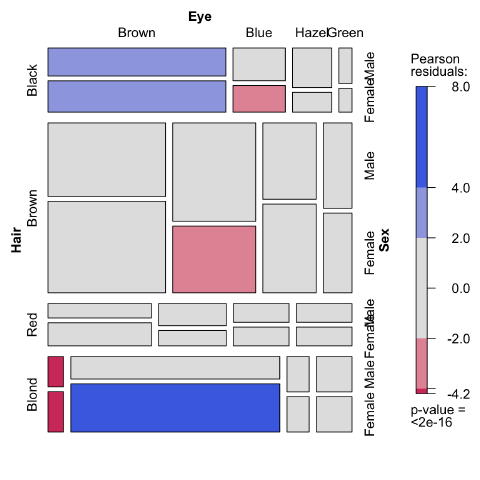 Eye
Brown Blue Hazel Green
Pearson
residuals:
Black
Male
Female
8.0
Brown
Male
Female
4.0
2.0
Hair
Sex
0.0
Red
Male
Female
-2.0
Blond
Male
Female
-4.2
p-value =
<2e-16